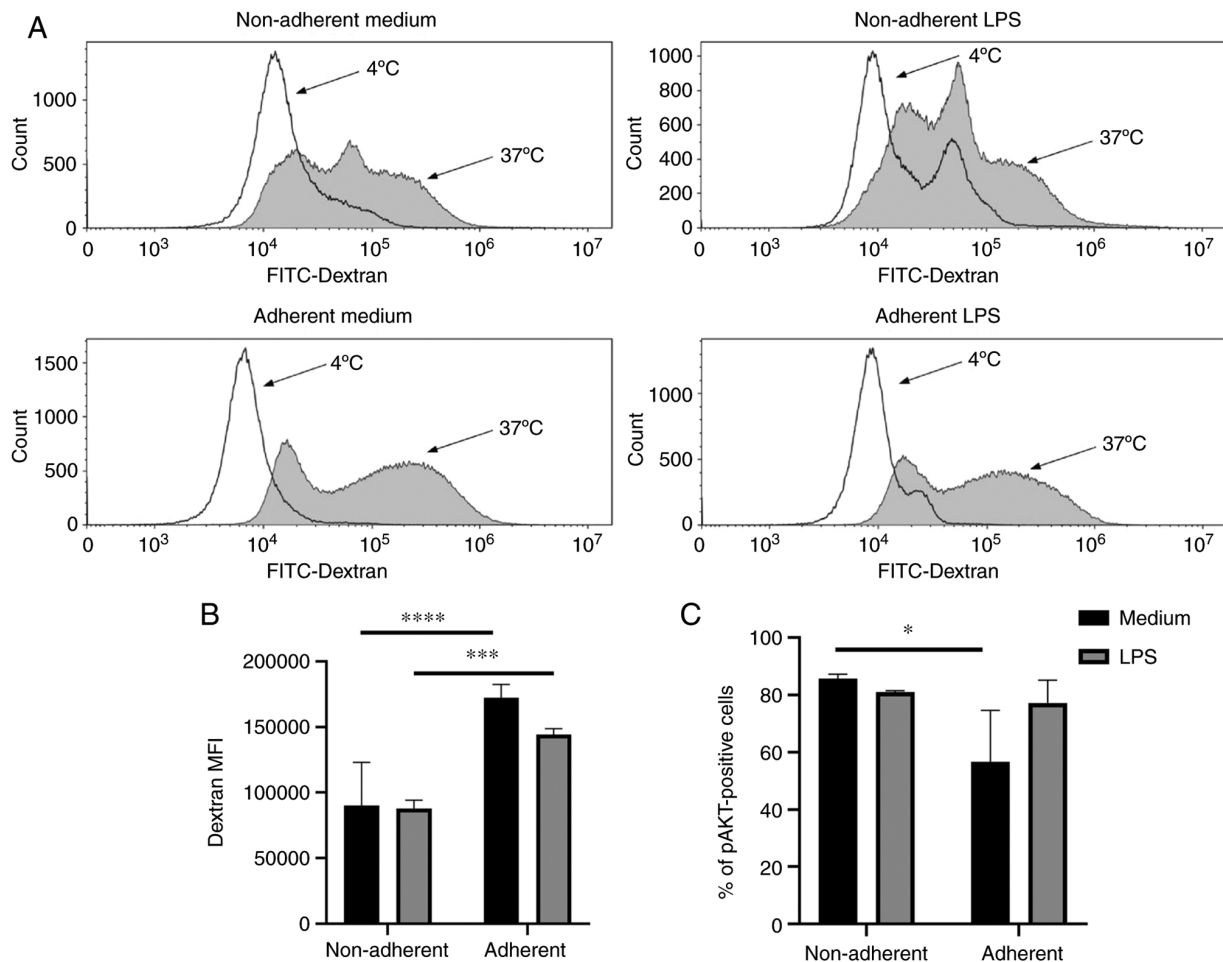 A
Non-adherent medium
Count
1000
500
0
4ºC
37ºC
0 10³ 10⁴ 10⁵ 10⁶ 10⁷
FITC-Dextran
Non-adherent LPS
Count
1000
800
600
400
200
0
4ºC
37ºC
0 10³ 10⁴ 10⁵ 10⁶ 10⁷
FITC-Dextran
Adherent medium
Count
1500
1000
500
0
4ºC
37ºC
0 10³ 10⁴ 10⁵ 10⁶ 10⁷
FITC-Dextran
Adherent LPS
Count
1000
500
0
4ºC
37ºC
0 10³ 10⁴ 10⁵ 10⁶ 10⁷
FITC-Dextran
B
****
***
Dextran MFI
200000
150000
100000
50000
0
Non-adherent Adherent
C
*
Medium
LPS
% of pAKT-positive cells
100
80
60
40
20
0
Non-adherent Adherent